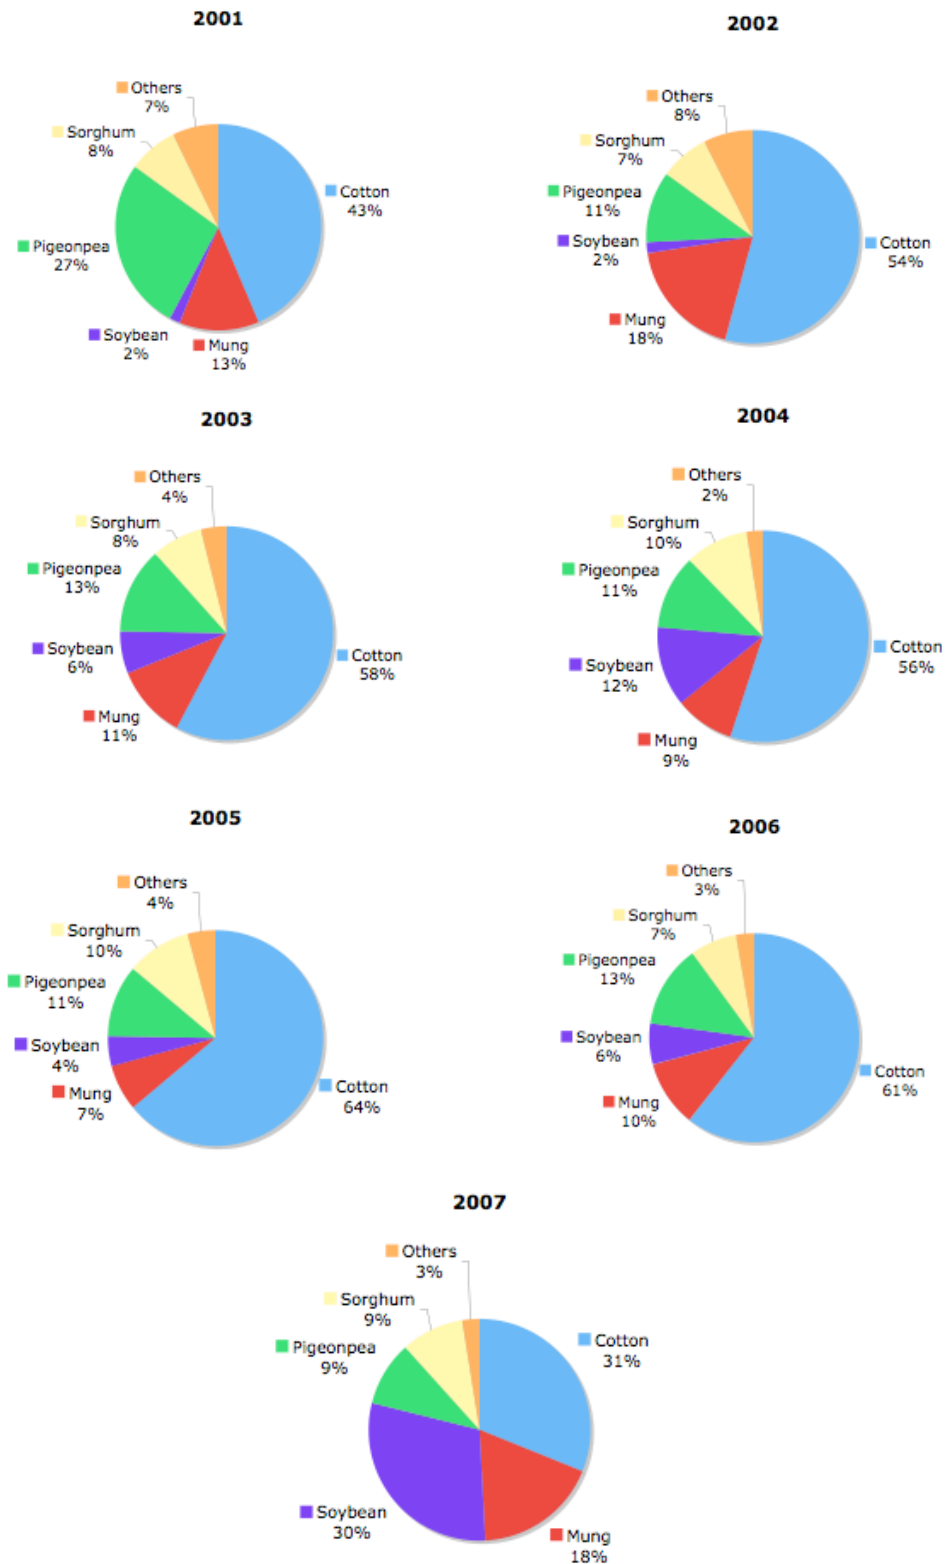 2001
Others
7%
Sorghum
8%
Cotton
43%
Pigeonpea
27%
Soybean
2%
Mung
13%
2002
Others
8%
Sorghum
7%
Pigeonpea
11%
Soybean
2%
Cotton
54%
Mung
18%
2003
Others
4%
Sorghum
8%
Pigeonpea
13%
Soybean
6%
Cotton
58%
Mung
11%
2004
Others
2%
Sorghum
10%
Pigeonpea
11%
Cotton
56%
Soybean
12%
Mung
9%
2005
Others
4%
Sorghum
10%
Pigeonpea
11%
Soybean
4%
Cotton
64%
Mung
7%
2006
Others
3%
Sorghum
7%
Pigeonpea
13%
Soybean
6%
Cotton
61%
Mung
10%
2007
Others
3%
Sorghum
9%
Cotton
31%
Pigeonpea
9%
Soybean
30%
Mung
18%